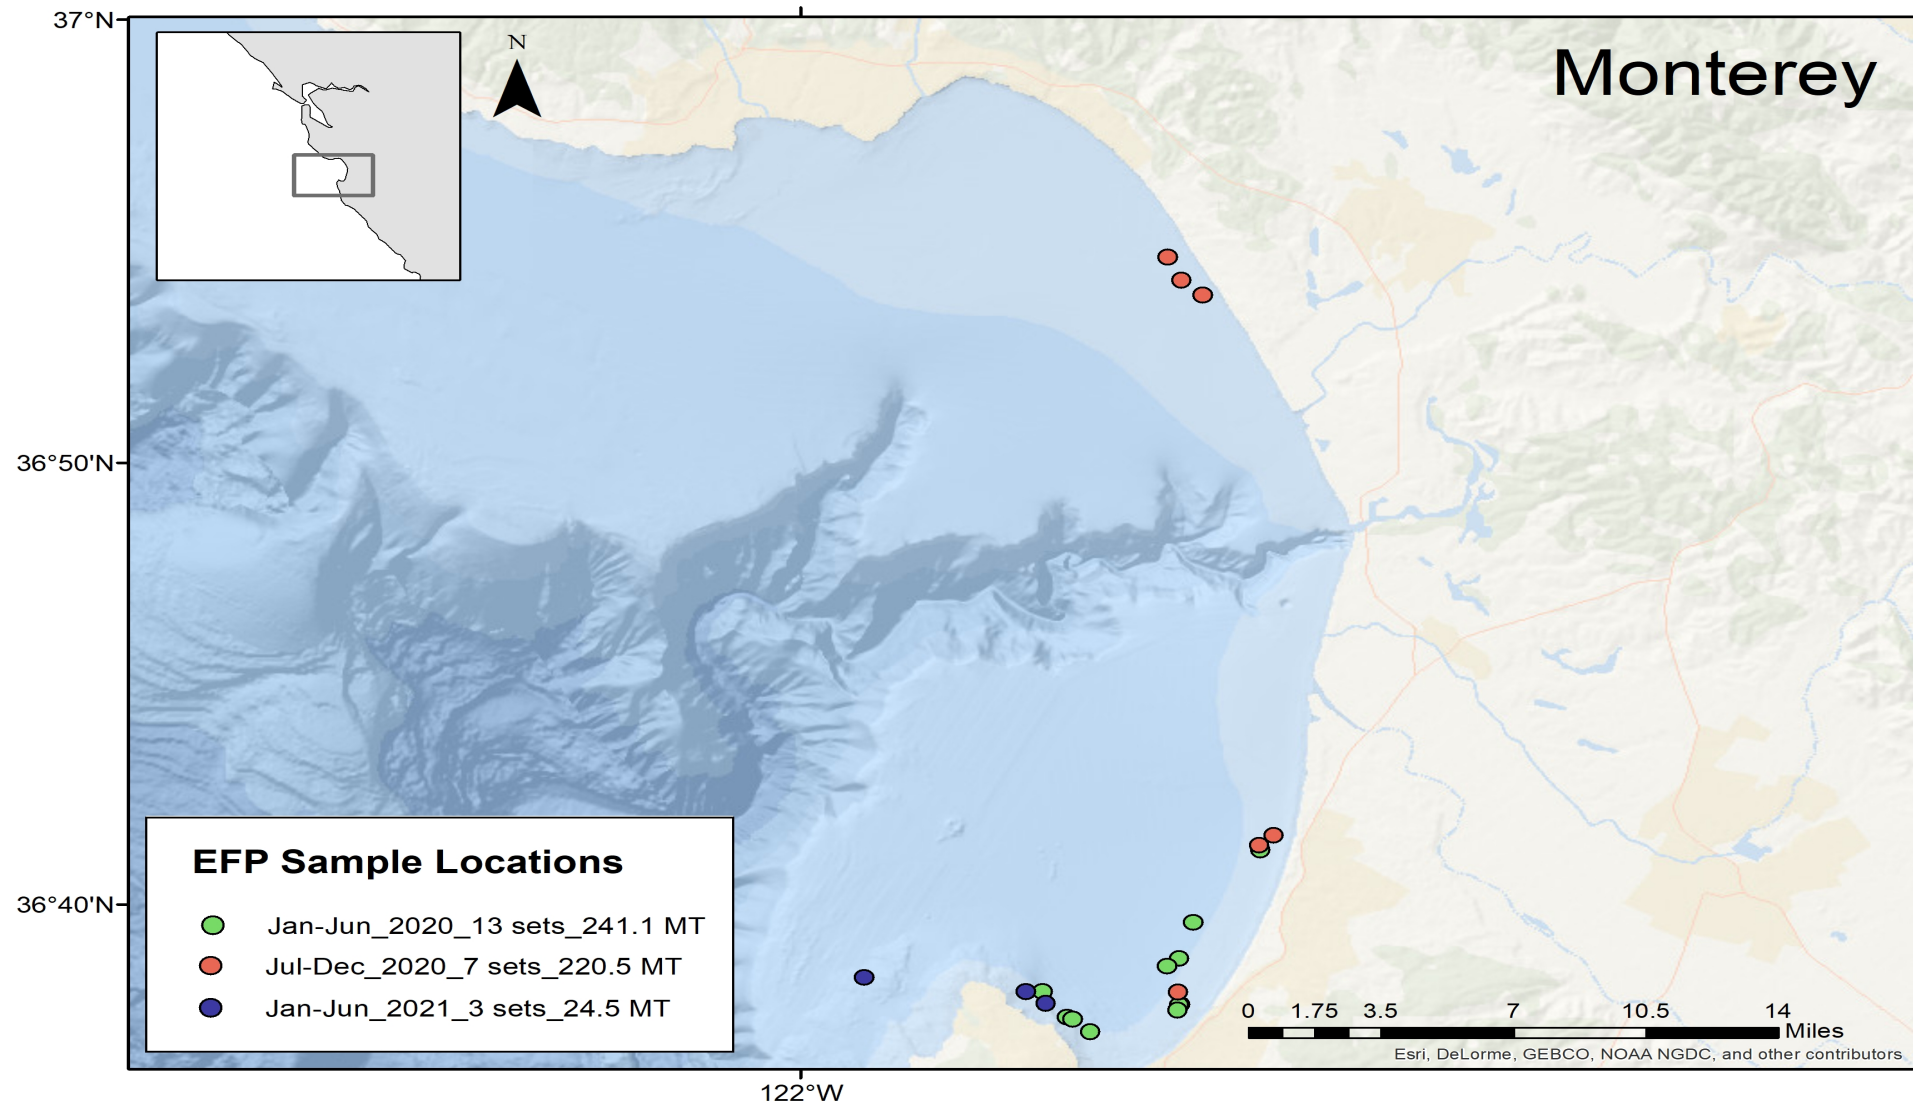 37°N
N
Monterey
36°50'N
36°40'N
EFP Sample Locations
Jan-Jun_2020_13 sets_241.1 MT
Jul-Dec_2020_7 sets_220.5 MT
Jan-Jun_2021_3 sets_24.5 MT
0 1.75 3.5 7 10.5 14
Miles
Esri, DeLorme, GEBCO, NOAA NGDC, and other contributors
122°W